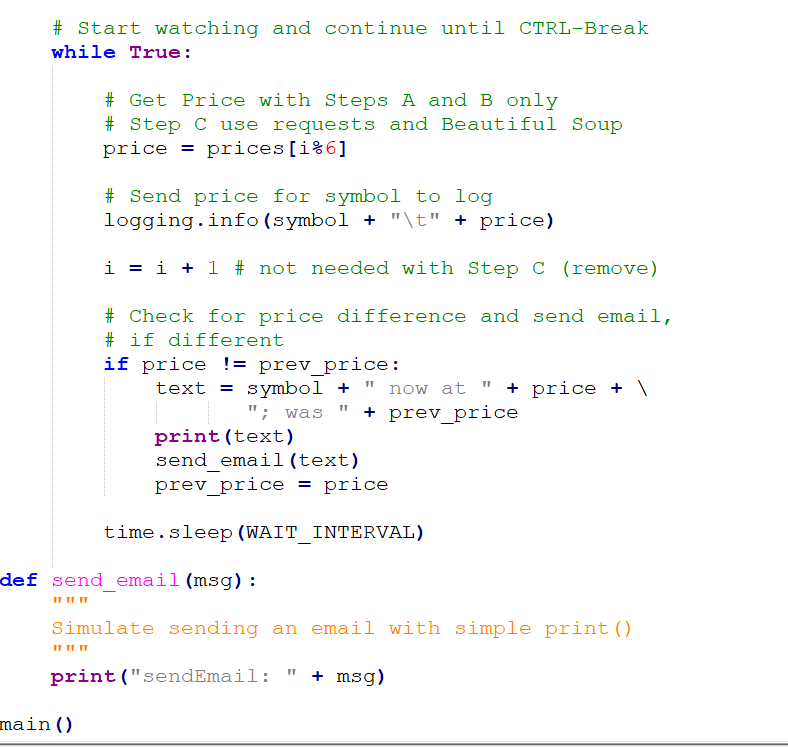 # Start watching and continue until CTRL-Break
while True:
# Get Price with Steps A and B only
# Step C use requests and Beautiful Soup
price = prices[i%6]
# Send price for symbol to log
logging.info(symbol + "\t" + price)
i = i + 1 # not needed with Step C (remove)
# Check for price difference and send email,
# if different
if price != prev_price:
text = symbol + " now at " + price + \
"; was " + prev_price
print(text)
send_email(text)
prev_price = price
time.sleep(WAIT_INTERVAL)
def send_email(msg):
"""
Simulate sending an email with simple print()
"""
print("sendEmail: " + msg)
main()